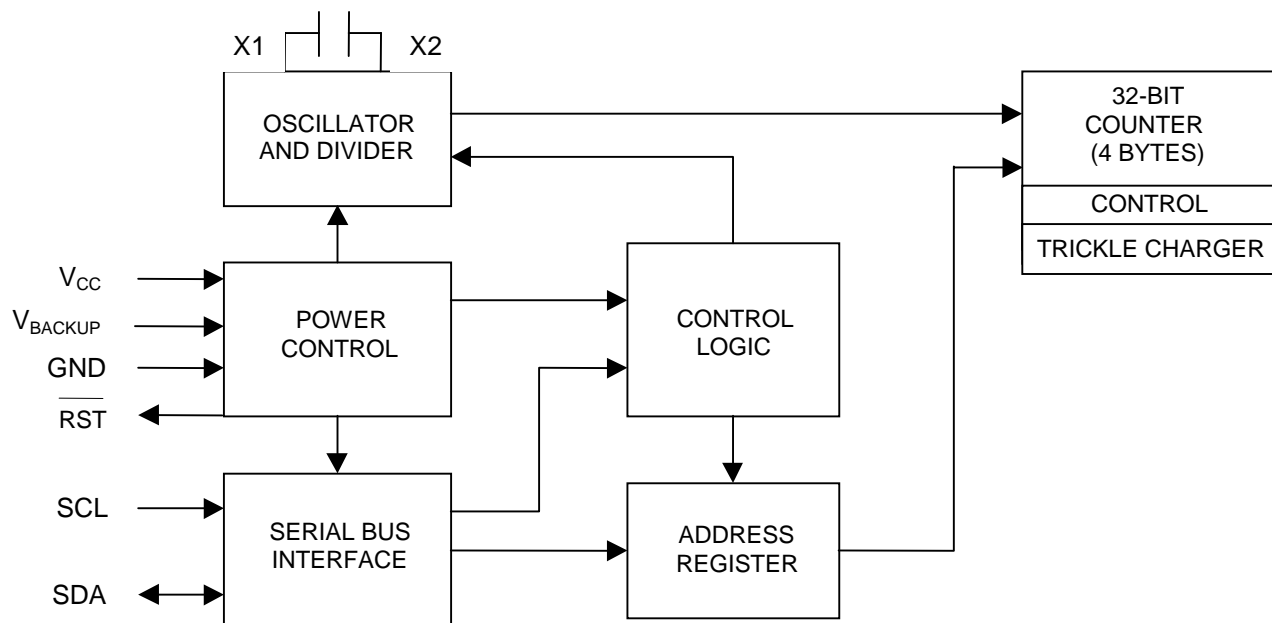 X1
X2
OSCILLATOR
AND DIVIDER
32-BIT
COUNTER
(4 BYTES)
CONTROL
TRICKLE CHARGER
VCC
VBACKUP
GND
RST
POWER
CONTROL
CONTROL
LOGIC
SCL
SDA
SERIAL BUS
INTERFACE
ADDRESS
REGISTER